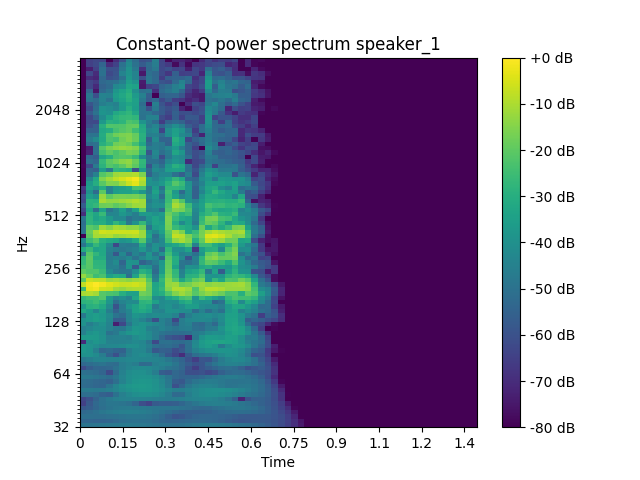 Constant-Q power spectrum speaker_1
Hz
2048
1024
512
256
128
64
32
0 0.15 0.3 0.45 0.6 0.75 0.9 1.1 1.2 1.4
Time
+0 dB
-10 dB
-20 dB
-30 dB
-40 dB
-50 dB
-60 dB
-70 dB
-80 dB